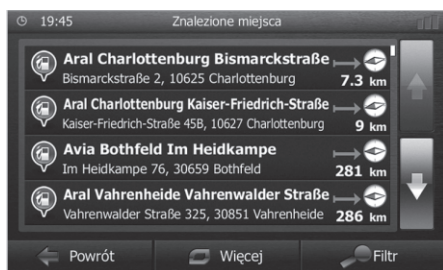 19:45 Znalezione miejsca
Aral Charlottenburg Bismarckstraße
Bismarckstraße 2, 10625 Charlottenburg 7.3 km
Aral Charlottenburg Kaiser-Friedrich-Straße
Kaiser-Friedrich-Straße 45B, 10627 Charlottenburg 9 km
Avia Bothfeld Im Heidkampe
Im Heidkampe 76, 30659 Bothfeld 281 km
Aral Vahrenheide Vahrenwalder Straße
Vahrenwalder Straße 325, 30851 Vahrenheide 286 km
Powrót Więcej Filtr